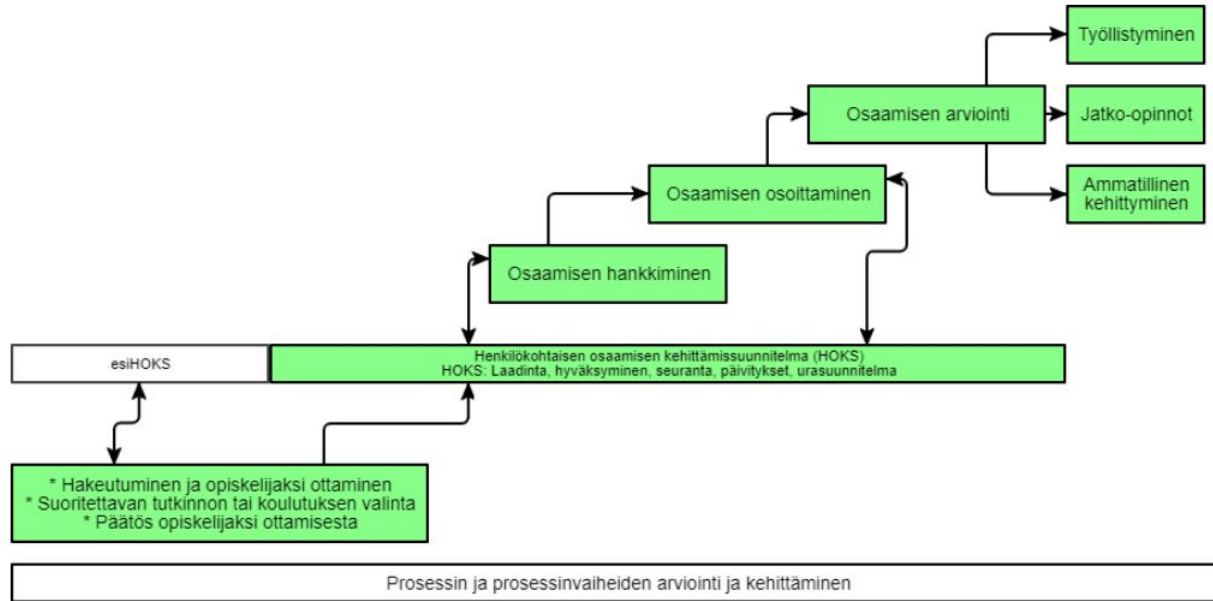 Työllistyminen
Osaamisen arviointi
Jatko-opinnot
Osaamisen osoittaminen
Ammatillinen
kehittyminen
Osaamisen hankkiminen
esiHOKS
Henkilökohtaisen osaamisen kehittämissuunnitelma (HOKS)
HOKS: Laadinta, hyväksyminen, seuranta, päivitykset, urasuunnitelma
* Hakeutuminen ja opiskelijaksi ottaminen
* Suoritettavan tutkinnon tai koulutuksen valinta
* Päätös opiskelijaksi ottamisesta
Prosessin ja prosessinvaiheiden arviointi ja kehittäminen